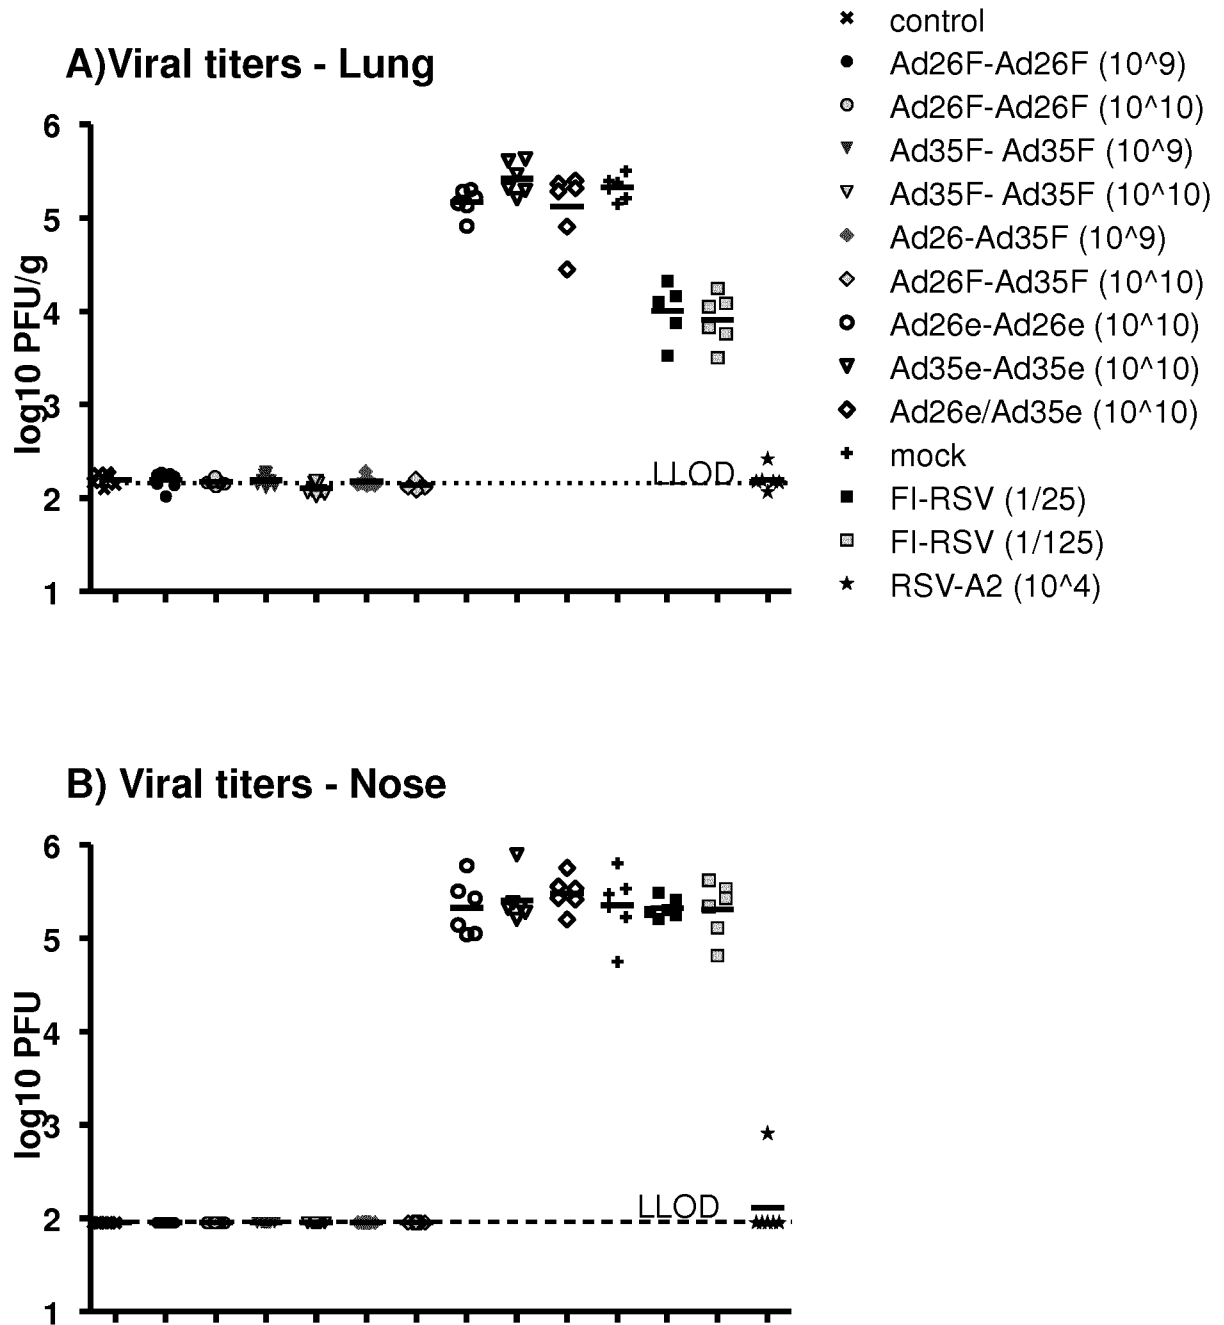 A)Viral titers - Lung
6
5
4
3
2
1
log10 PFU/g
LLOD
control
Ad26F-Ad26F (10^9)
Ad26F-Ad26F (10^10)
Ad35F- Ad35F (10^9)
Ad35F- Ad35F (10^10)
Ad26-Ad35F (10^9)
Ad26F-Ad35F (10^10)
Ad26e-Ad26e (10^10)
Ad35e-Ad35e (10^10)
Ad26e/Ad35e (10^10)
mock
FI-RSV (1/25)
FI-RSV (1/125)
RSV-A2 (10^4)
B) Viral titers - Nose
6
5
4
3
2
1
log10 PFU
LLOD